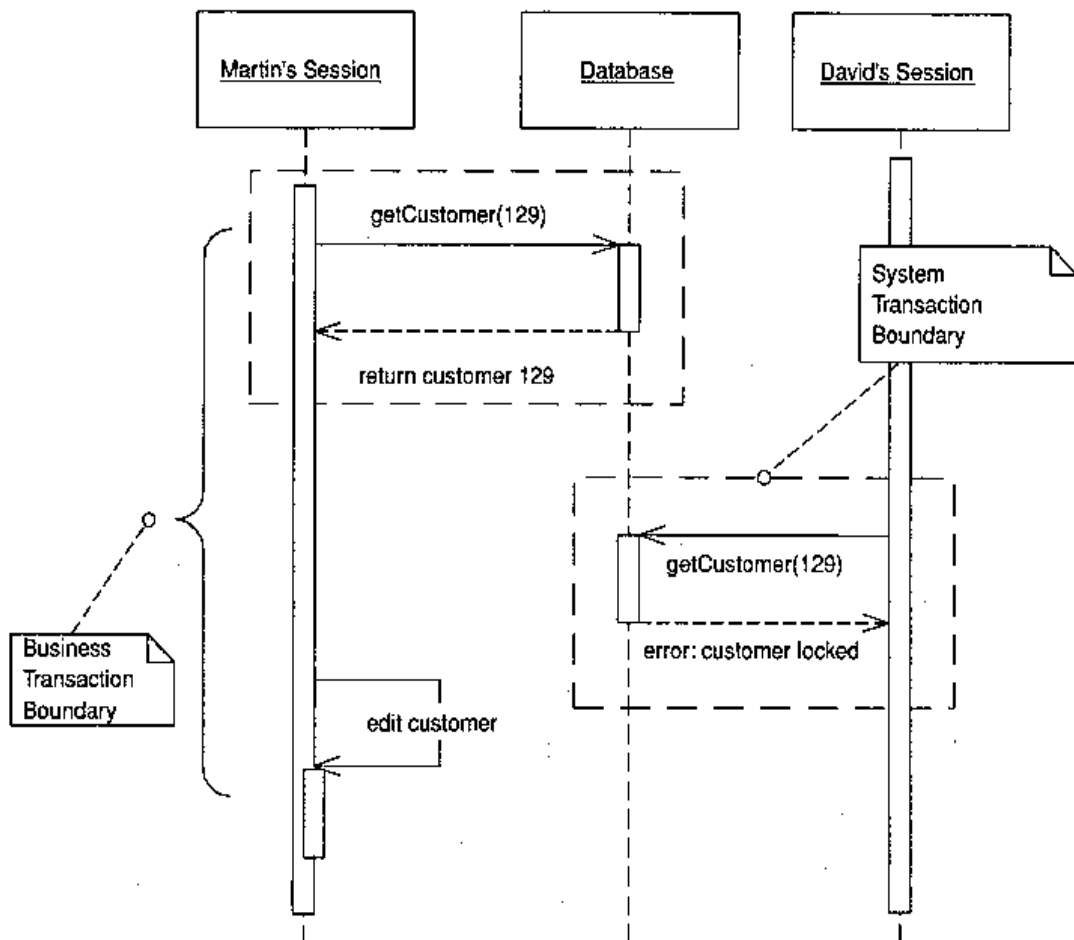 Martin's Session
Database
David's Session
getCustomer(129)
return customer 129
System
Transaction
Boundary
getCustomer(129)
error: customer locked
Business
Transaction
Boundary
edit customer